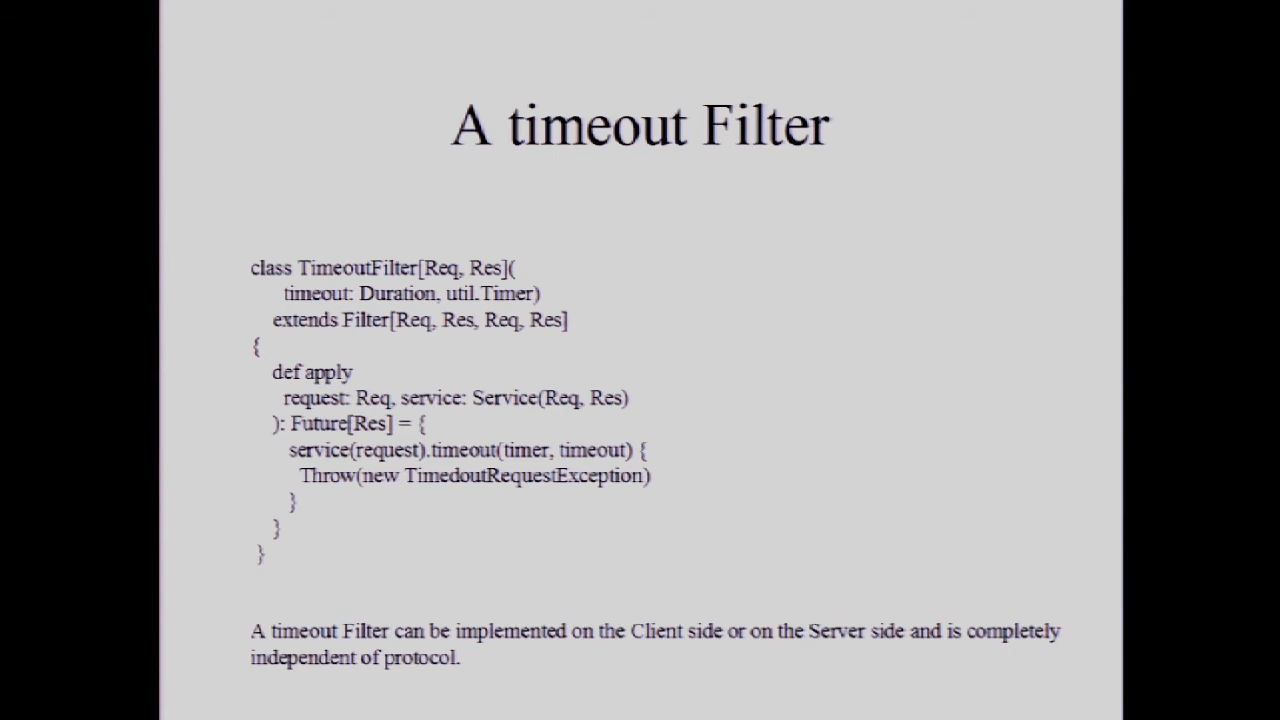 A timeout Filter
class TimeoutFilter[Req, Res](
timeout: Duration, util.Timer)
extends Filter[Req, Res, Req, Res]
{
def apply
request: Req, service: Service(Req, Res)
): Future[Res] = {
service(request).timeout(timer, timeout) {
Throw(new TimedoutRequestException)
}
}
}
A timeout Filter can be implemented on the Client side or on the Server side and is completely
independent of protocol.